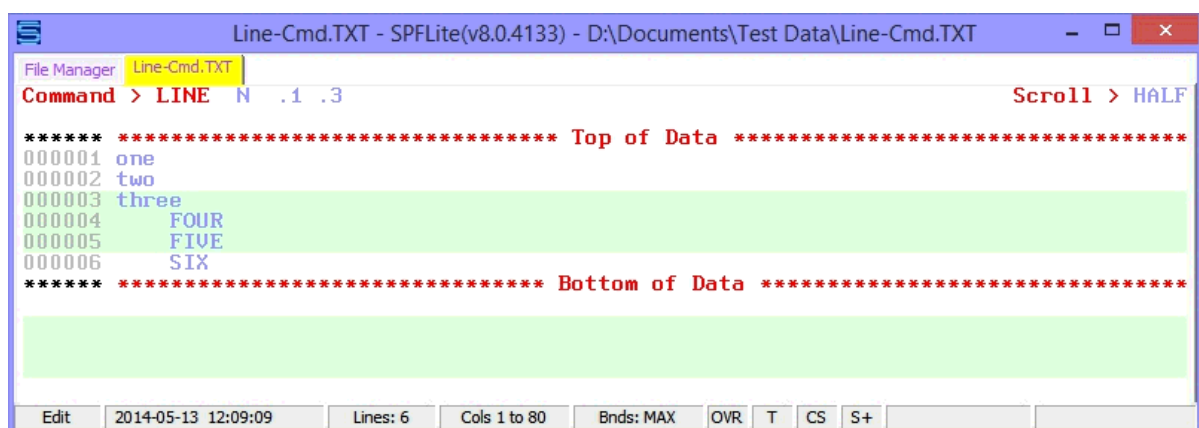 Line-Cmd.TXT - SPFLite(v8.0.4133) - D:\Documents\Test Data\Line-Cmd.TXT
File Manager Line-Cmd.TXT
Command > LINE N .1 .3 Scroll > HALF
****** ********************************* Top of Data **********************************
000001 one
000002 two
000003 three
000004 FOUR
000005 FIVE
000006 SIX
****** ******************************** Bottom of Data ********************************
Edit 2014-05-13 12:09:09 Lines: 6 Cols 1 to 80 Bnds: MAX OVR T CS S+